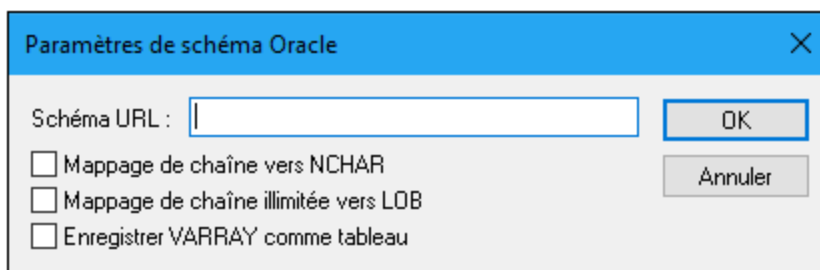 Paramètres de schéma Oracle
Schéma URL :
OK
Mappage de chaîne vers NCHAR
Annuler
Mappage de chaîne illimitée vers LOB
Enregistrer VARRAY comme tableau